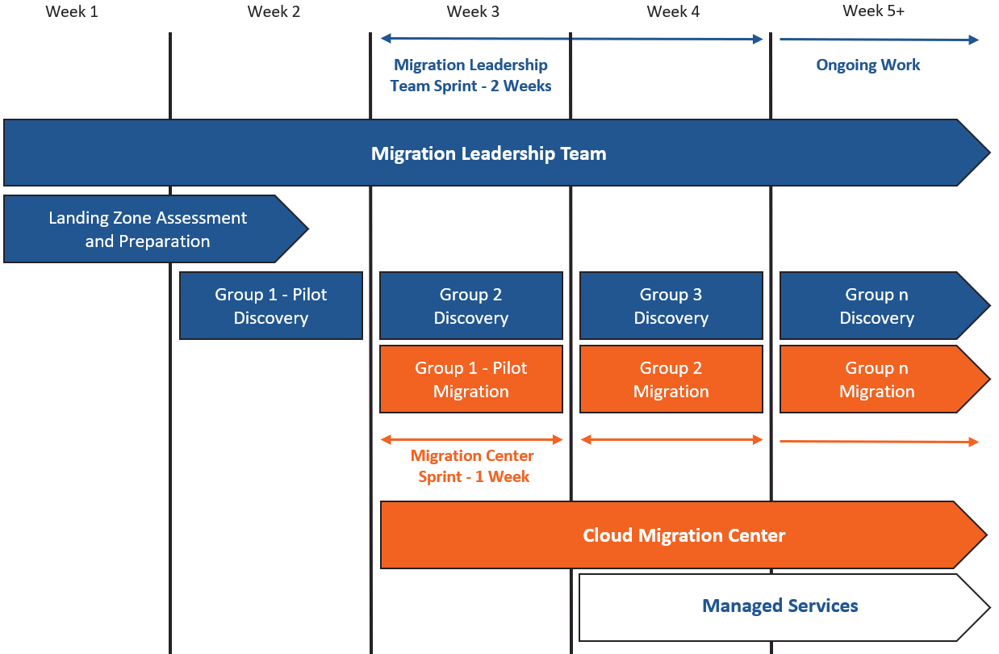 Week 1
Week 2
Week 3
Week 4
Week 5+
Migration Leadership
Team Sprint - 2 Weeks
Ongoing Work
Migration Leadership Team
Landing Zone Assessment
and Preparation
Group 1 - Pilot
Discovery
Group 2
Discovery
Group 3
Discovery
Group n
Discovery
Group 1 - Pilot
Migration
Group 2
Migration
Group n
Migration
Migration Center
Sprint - 1 Week
Cloud Migration Center
Managed Services